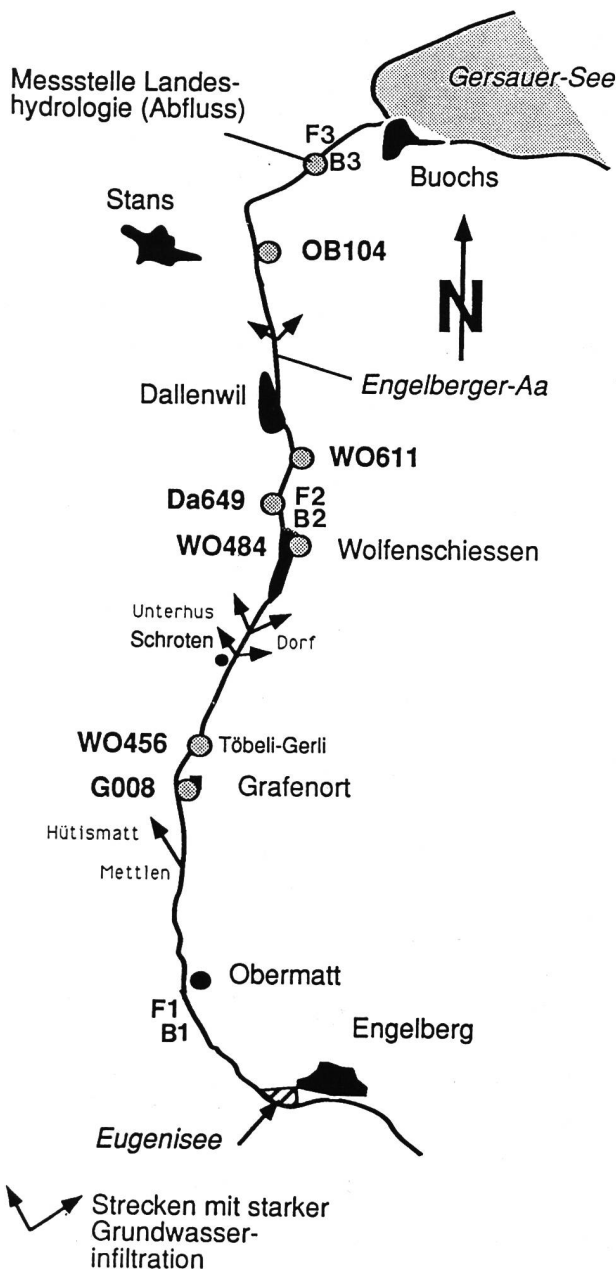 Gersauer-See
Messstelle Landes-
hydrologie (Abfluss)
F3
B3
Buochs
Stans
OB104
N
Dallenwil
Engelberger-Aa
WO611
Da649
F2
B2
WO484
Wolfenschiessen
Unterhus
Schroten
Dorf
WO456
Töbeli-Gerli
G008
Grafenort
Hütismatt
Mettlen
Obermatt
F1
B1
Engelberg
Eugenisee
Strecken mit starker
Grundwasser-
infiltration